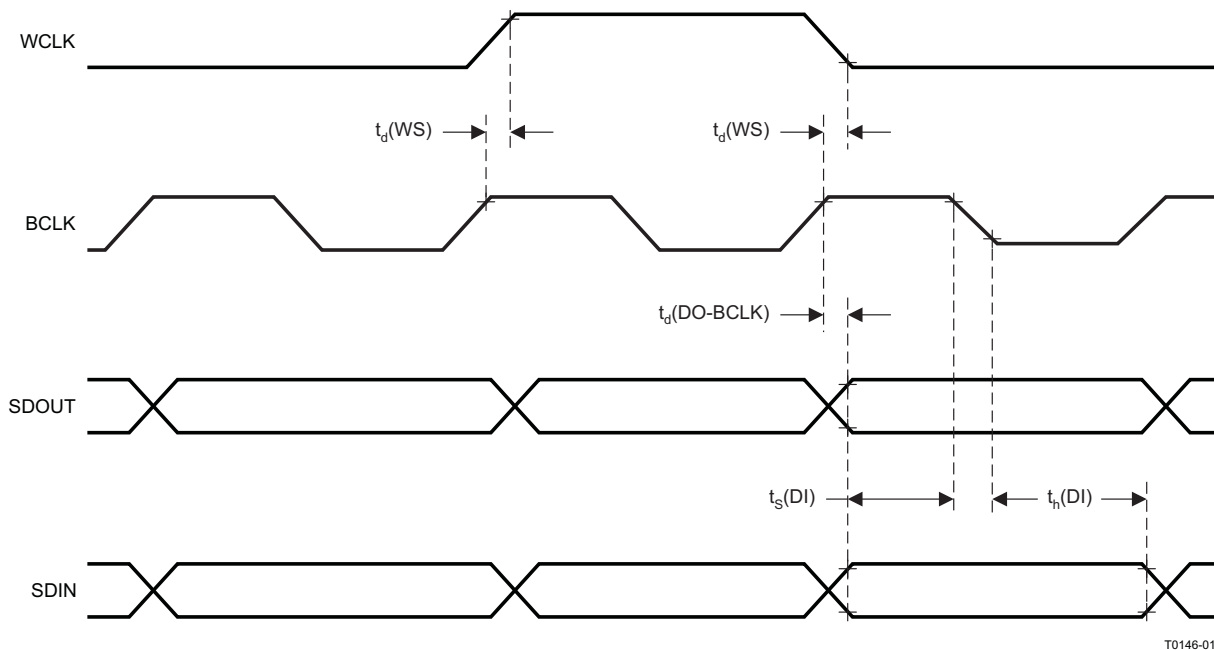 WCLK
td(WS) td(WS)
BCLK
td(DO-BCLK)
SDOUT
tS(DI) th(DI)
SDIN
T0146-01